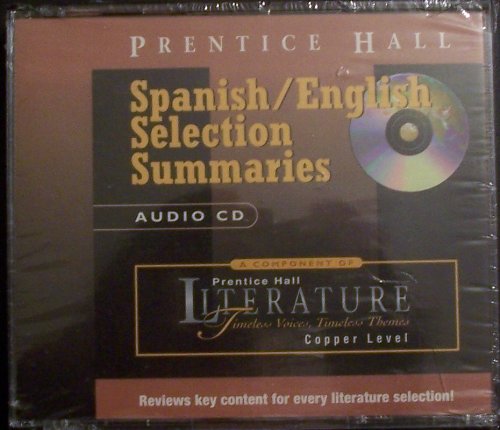 PRENTICE HALL
Spanish/English
Selection
Summaries
AUDIO CD
A COMPONENT OF
Prentice Hall
LITERATURE
Timeless Voices, Timeless Themes
Copper Level
Reviews key content for every literature selection!